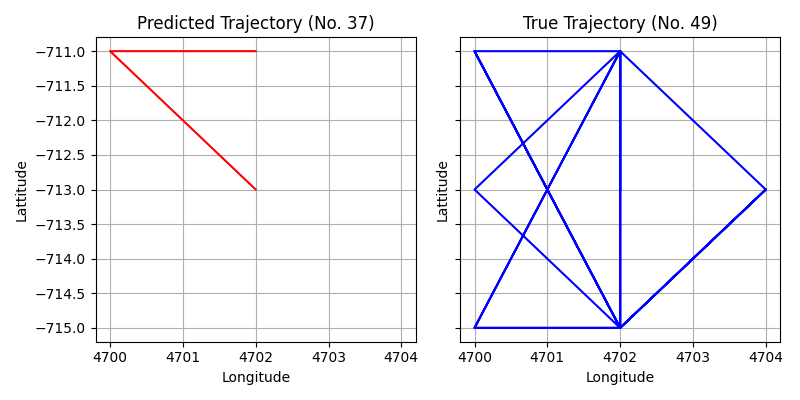 Predicted Trajectory (No. 37)
True Trajectory (No. 49)
−711.0
−711.5
−712.0
−712.5
−713.0
−713.5
−714.0
−714.5
−715.0
Lattitude
Lattitude
4700 4701 4702 4703 4704
4700 4701 4702 4703 4704
Longitude
Longitude